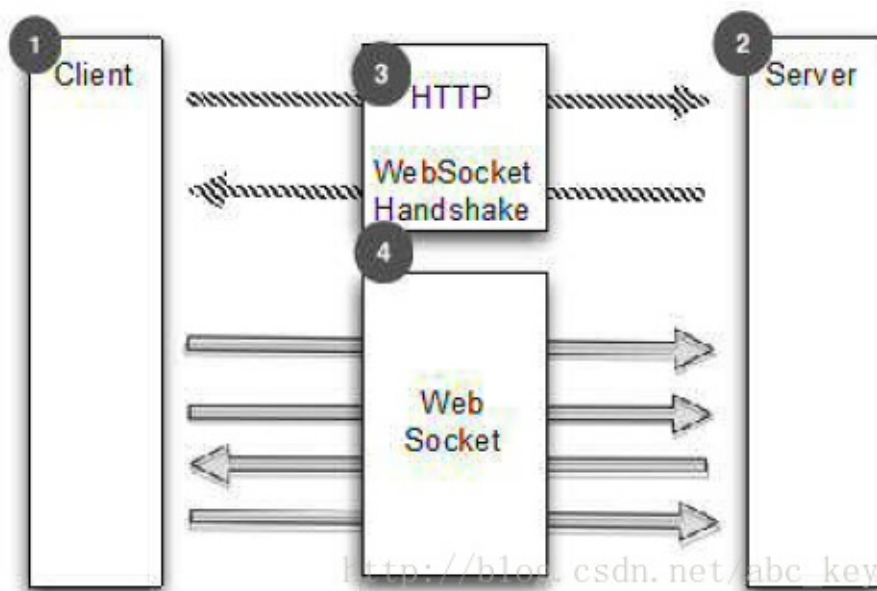 1
Client
3
HTTP
WebSocket
Handshake
2
Server
4
Web
Socket
http://blog.csdn.net/abc_key